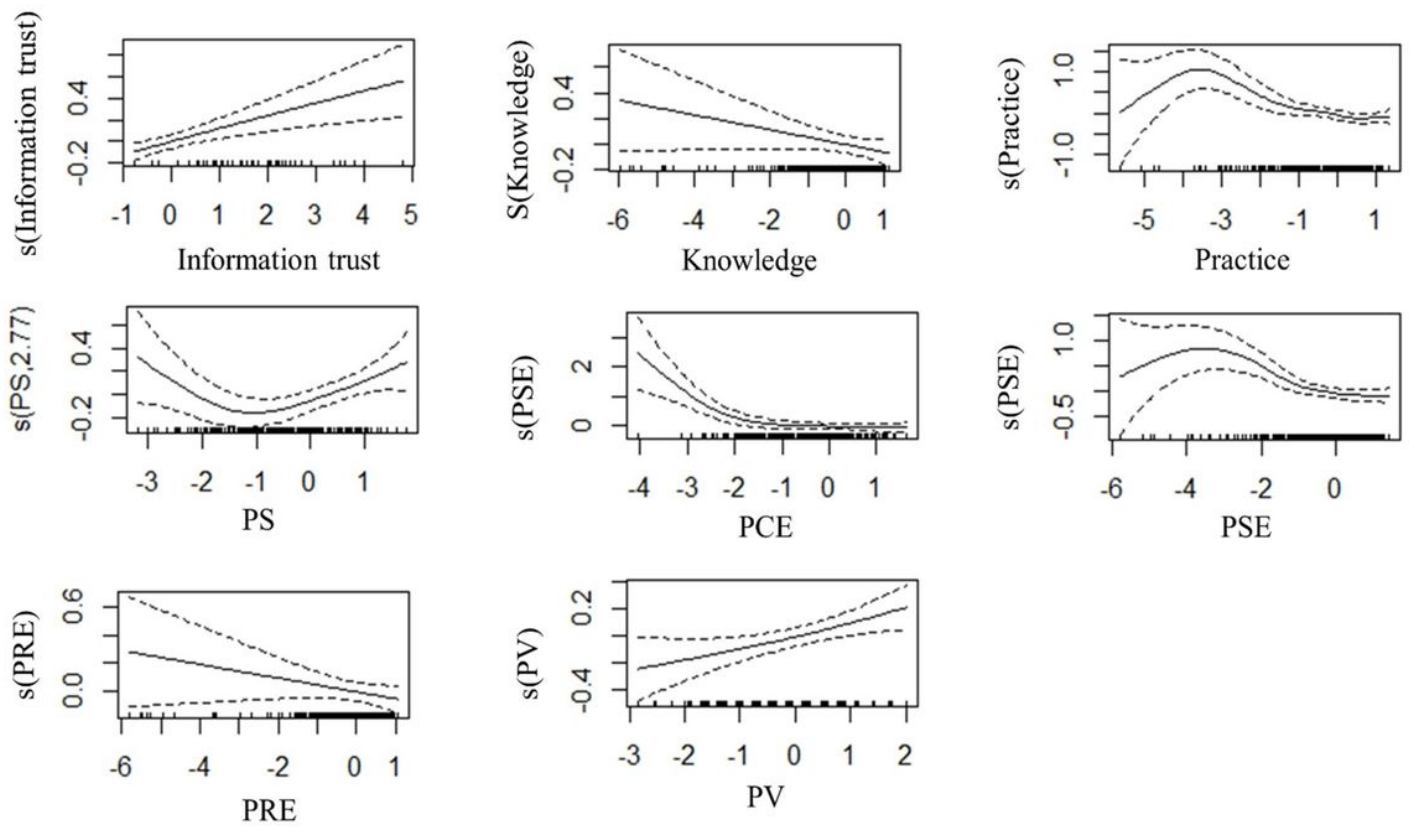 s(Information trust)
0.4
-0.2
-1 0 1 2 3 4 5
Information trust
S(Knowledge)
0.4
-0.2
-6 -4 -2 0 1
Knowledge
s(Practice)
1.0
-1.0
-5 -3 -1 1
Practice
s(PS,2.77)
0.4
-0.2
-3 -2 -1 0 1
PS
s(PSE)
2
0
-4 -3 -2 -1 0 1
PCE
s(PSE)
1.0
-0.5
-6 -4 -2 0
PSE
s(PRE)
0.6
0.0
-6 -4 -2 0 1
PRE
s(PV)
0.2
-0.4
-3 -2 -1 0 1 2
PV